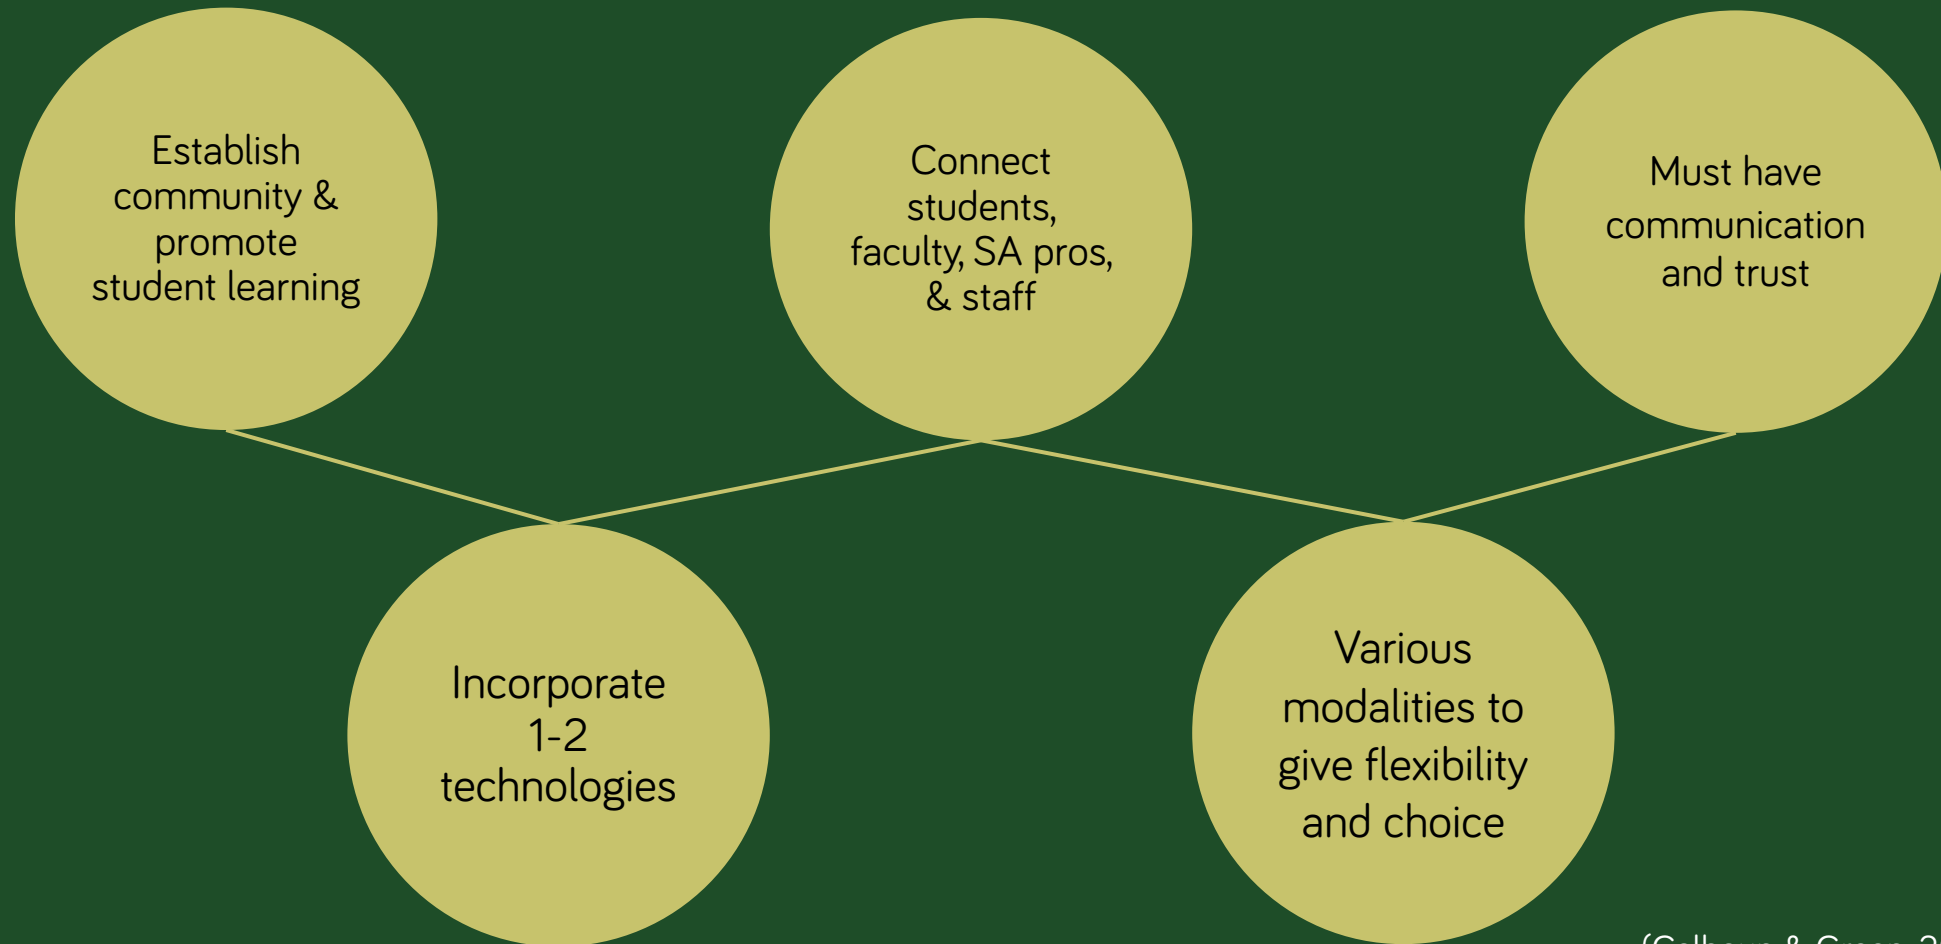 Establish
community &
promote
student learning
Connect
students,
faculty, SA pros,
& staff
Must have
communication
and trust
Incorporate
1-2
technologies
Various
modalities to
give flexibility
and choice